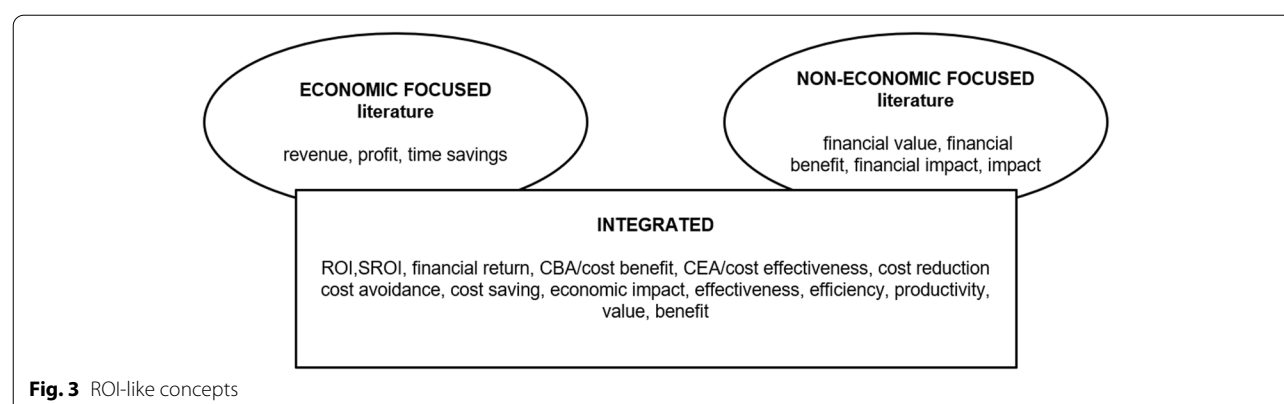 ECONOMIC FOCUSED
literature
revenue, profit, time savings
NON-ECONOMIC FOCUSED
literature
financial value, financial
benefit, financial impact, impact
INTEGRATED
ROI,SROI, financial return, CBA/cost benefit, CEA/cost effectiveness, cost reduction
cost avoidance, cost saving, economic impact, effectiveness, efficiency, productivity,
value, benefit
Fig. 3 ROI-like concepts